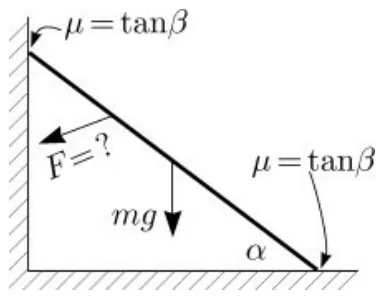 μ = tanβ
F = ?
μ = tanβ
mg
α